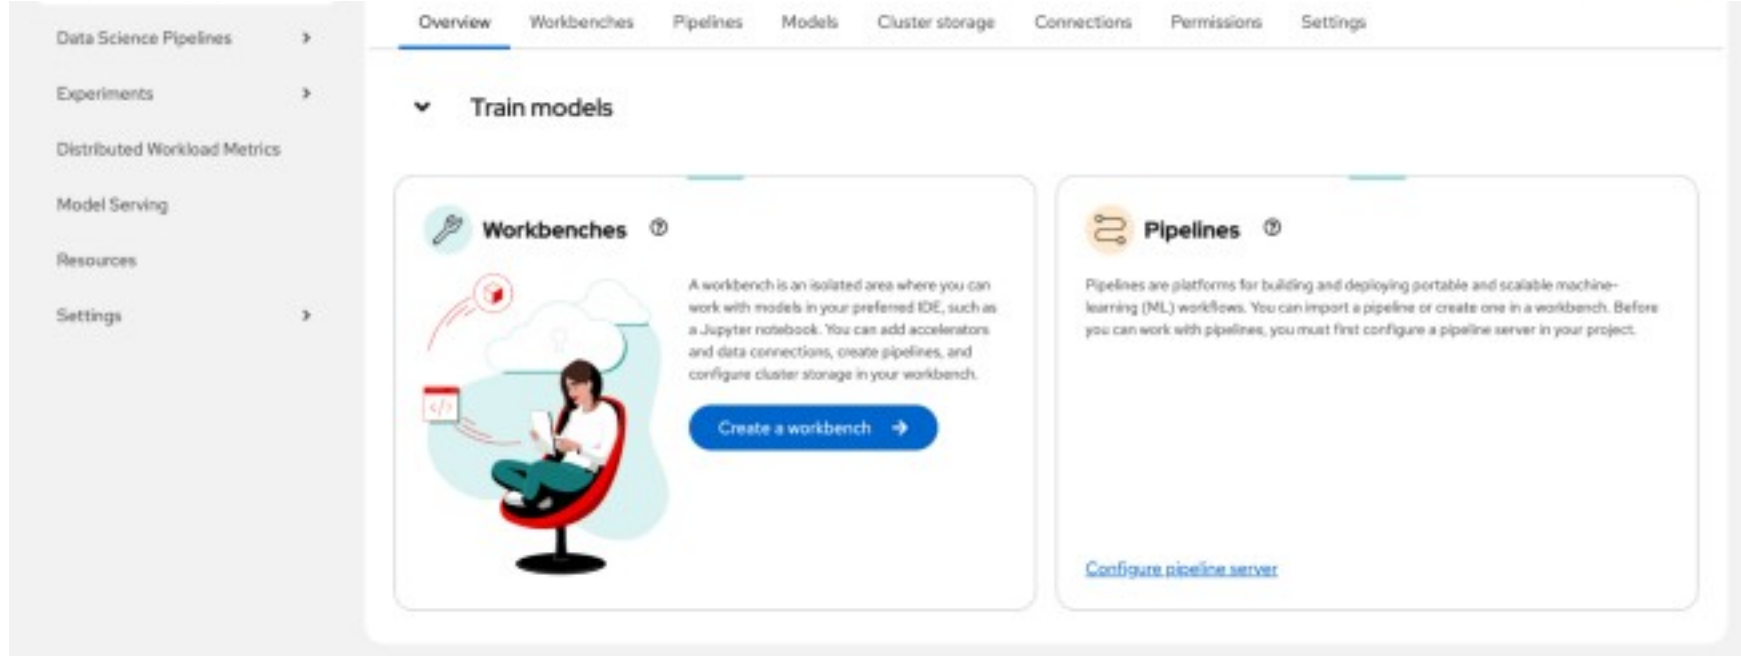 Data Science Pipelines
Experiments
Distributed Workload Metrics
Model Serving
Resources
Settings
Overview Workbenches Pipelines Models Cluster storage Connections Permissions Settings
Train models
Workbenches
A workbench is an isolated area where you can
work with models in your preferred IDE, such as
a Jupyter notebook. You can add accelerators
and data connections, create pipelines, and
configure cluster storage in your workbench.
Create a workbench
</>
Pipelines
Pipelines are platforms for building and deploying portable and scalable machine-
learning (ML) workflows. You can import a pipeline or create one in a workbench. Before
you can work with pipelines, you must first configure a pipeline server in your project.
Configure pipeline server